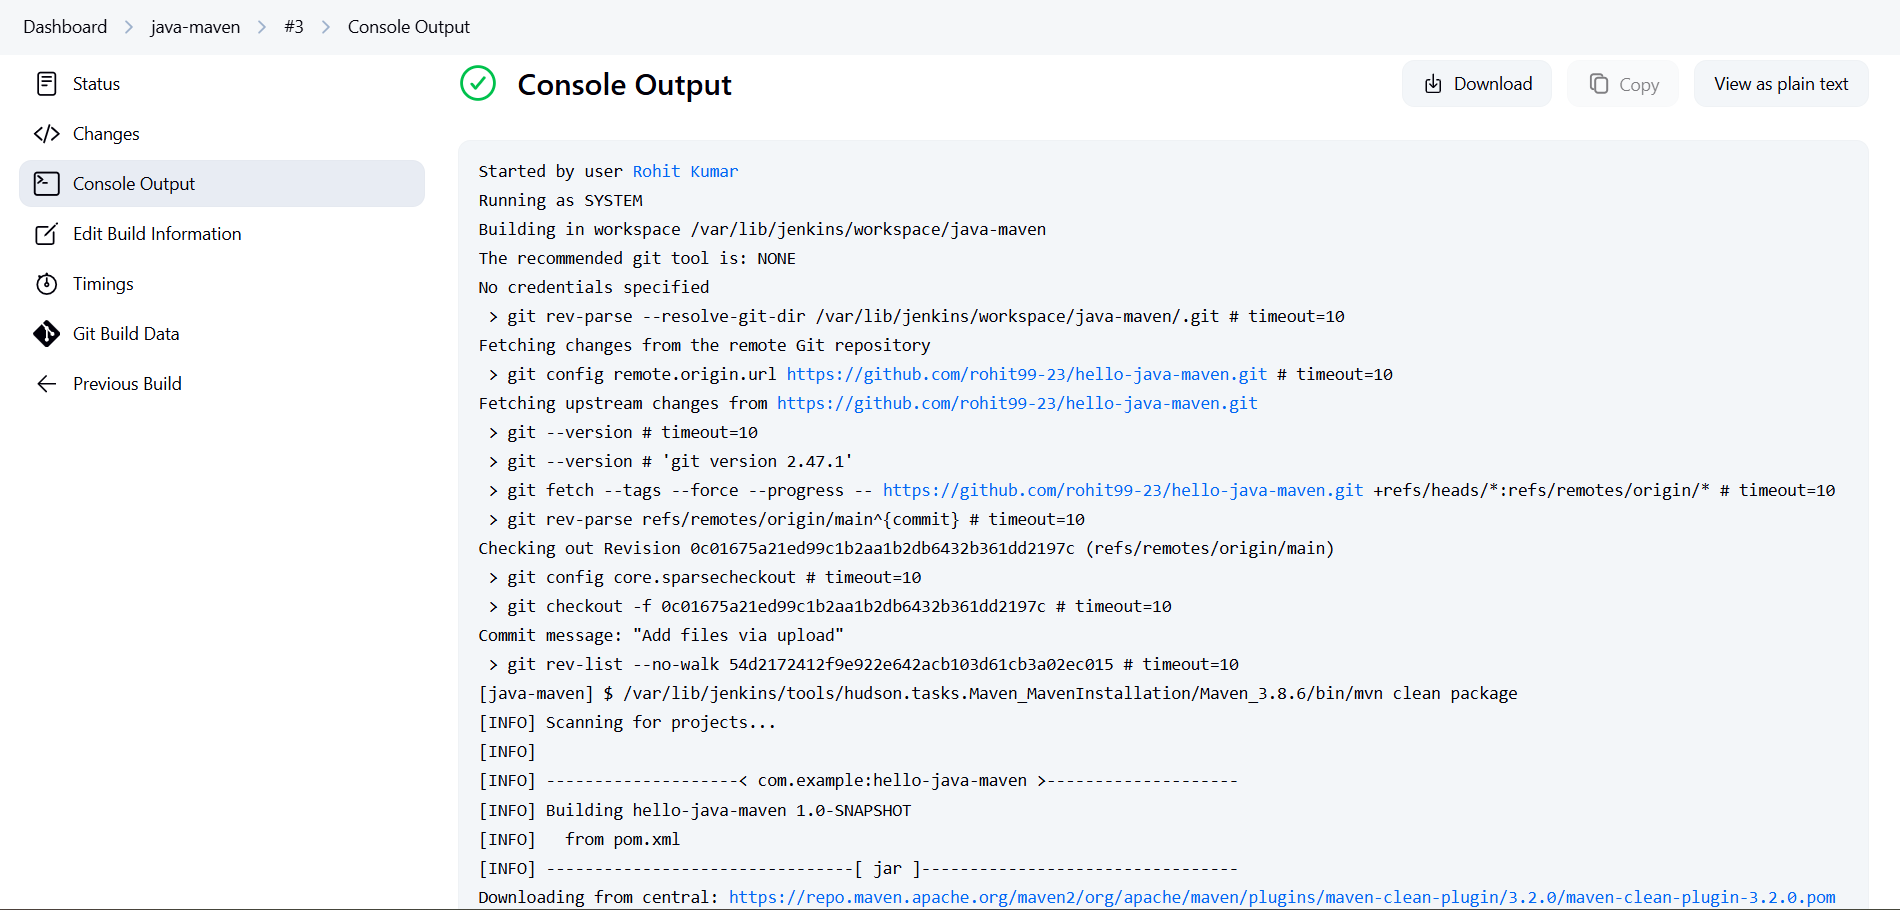 Dashboard > java-maven > #3 > Console Output
Status
Changes
Console Output
Edit Build Information
Timings
Git Build Data
Previous Build
Console Output
Download
Copy
View as plain text
Started by user Rohit Kumar
Running as SYSTEM
Building in workspace /var/lib/jenkins/workspace/java-maven
The recommended git tool is: NONE
No credentials specified
 > git rev-parse --resolve-git-dir /var/lib/jenkins/workspace/java-maven/.git # timeout=10
Fetching changes from the remote Git repository
 > git config remote.origin.url https://github.com/rohit99-23/hello-java-maven.git # timeout=10
Fetching upstream changes from https://github.com/rohit99-23/hello-java-maven.git
 > git --version # timeout=10
 > git --version # 'git version 2.47.1'
 > git fetch --tags --force --progress -- https://github.com/rohit99-23/hello-java-maven.git +refs/heads/*:refs/remotes/origin/* # timeout=10
 > git rev-parse refs/remotes/origin/main^{commit} # timeout=10
Checking out Revision 0c01675a21ed99c1b2aa1b2db6432b361dd2197c (refs/remotes/origin/main)
 > git config core.sparsecheckout # timeout=10
 > git checkout -f 0c01675a21ed99c1b2aa1b2db6432b361dd2197c # timeout=10
Commit message: "Add files via upload"
 > git rev-list --no-walk 54d2172412f9e922e642acb103d61cb3a02ec015 # timeout=10
[java-maven] $ /var/lib/jenkins/tools/hudson.tasks.Maven_MavenInstallation/Maven_3.8.6/bin/mvn clean package
[INFO] Scanning for projects...
[INFO]
[INFO] --------------------< com.example:hello-java-maven >--------------------
[INFO] Building hello-java-maven 1.0-SNAPSHOT
[INFO]   from pom.xml
[INFO] --------------------------------[ jar ]---------------------------------
Downloading from central: https://repo.maven.apache.org/maven2/org/apache/maven/plugins/maven-clean-plugin/3.2.0/maven-clean-plugin-3.2.0.pom